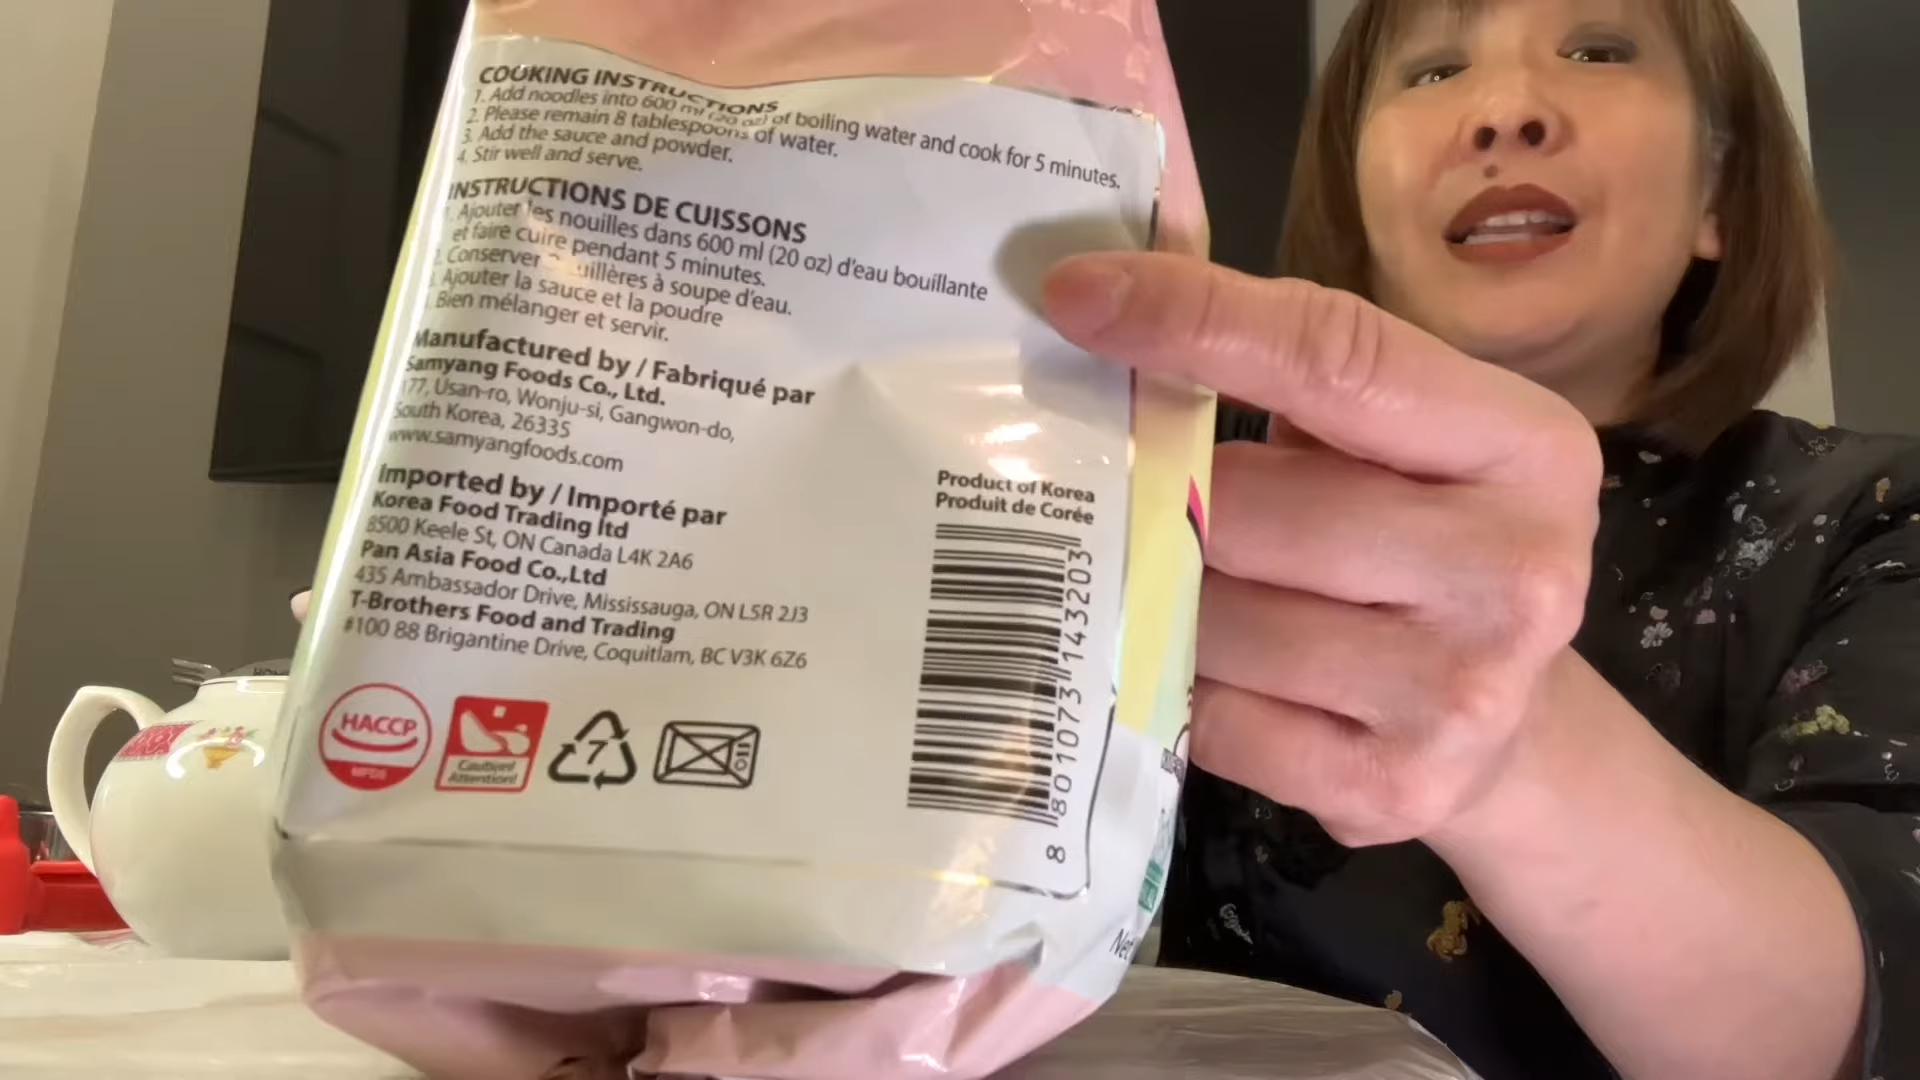 COOKING INSTRUCTIONS
1. Add noodles into 600 ml (20 oz) of boiling water and cook for 5 minutes.
2. Please remain 8 tablespoons of water.
3. Add the sauce and powder.
4. Stir well and serve.
INSTRUCTIONS DE CUISSONS
Ajouter les nouilles dans 600 ml (20 oz) d'eau bouillante
et faire cuire pendant 5 minutes.
Conserver cuillères à soupe d'eau.
Ajouter la sauce et la poudre
Bien mélanger et servir.
Manufactured by / Fabriqué par
Samyang Foods Co., Ltd.
177, Usan-ro, Wonju-si, Gangwon-do,
South Korea, 26335
www.samyangfoods.com
Imported by / Importé par
Korea Food Trading ltd
8500 Keele St, ON Canada L4K 2A6
Pan Asia Food Co.,Ltd
435 Ambassador Drive, Mississauga, ON L5R 2J3
T-Brothers Food and Trading
#100 88 Brigantine Drive, Coquitlam, BC V3K 6Z6
HACCP
MFDS
Caution!
Attention!
7
Product of Korea
Produit de Corée
8 801073 143203